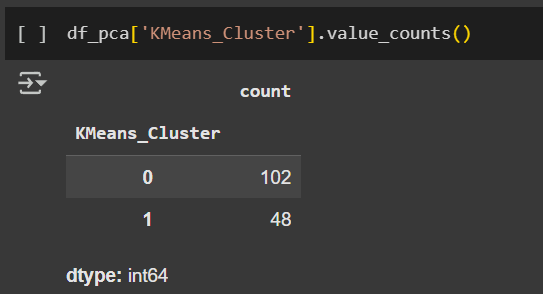 [ ] df_pca['KMeans_Cluster'].value_counts()
count
KMeans_Cluster
0 102
1 48
dtype: int64